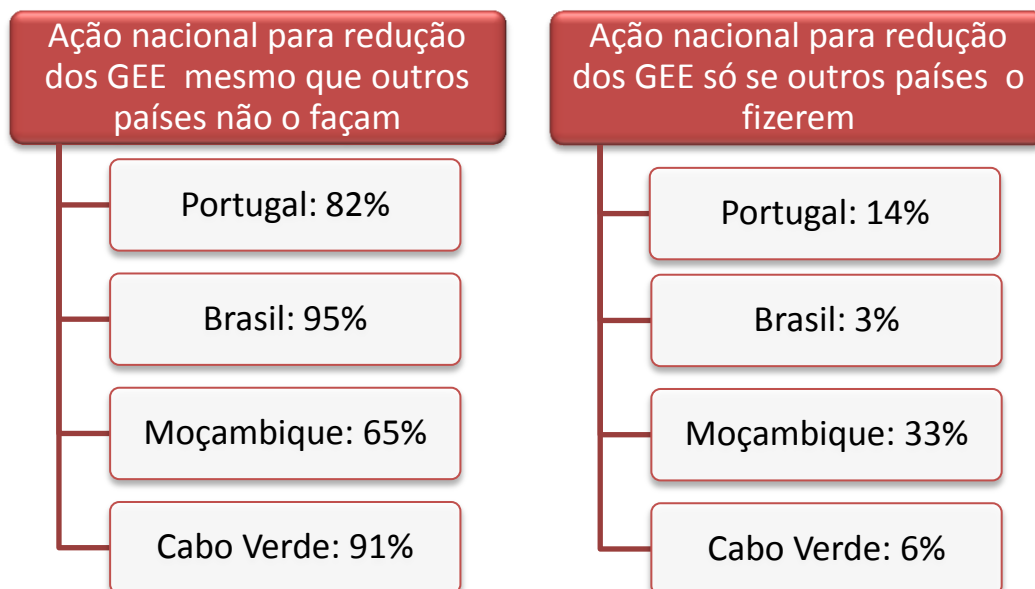 Ação nacional para redução
dos GEE mesmo que outros
países não o façam
Portugal: 82%
Brasil: 95%
Moçambique: 65%
Cabo Verde: 91%
Ação nacional para redução
dos GEE só se outros países o
fizerem
Portugal: 14%
Brasil: 3%
Moçambique: 33%
Cabo Verde: 6%